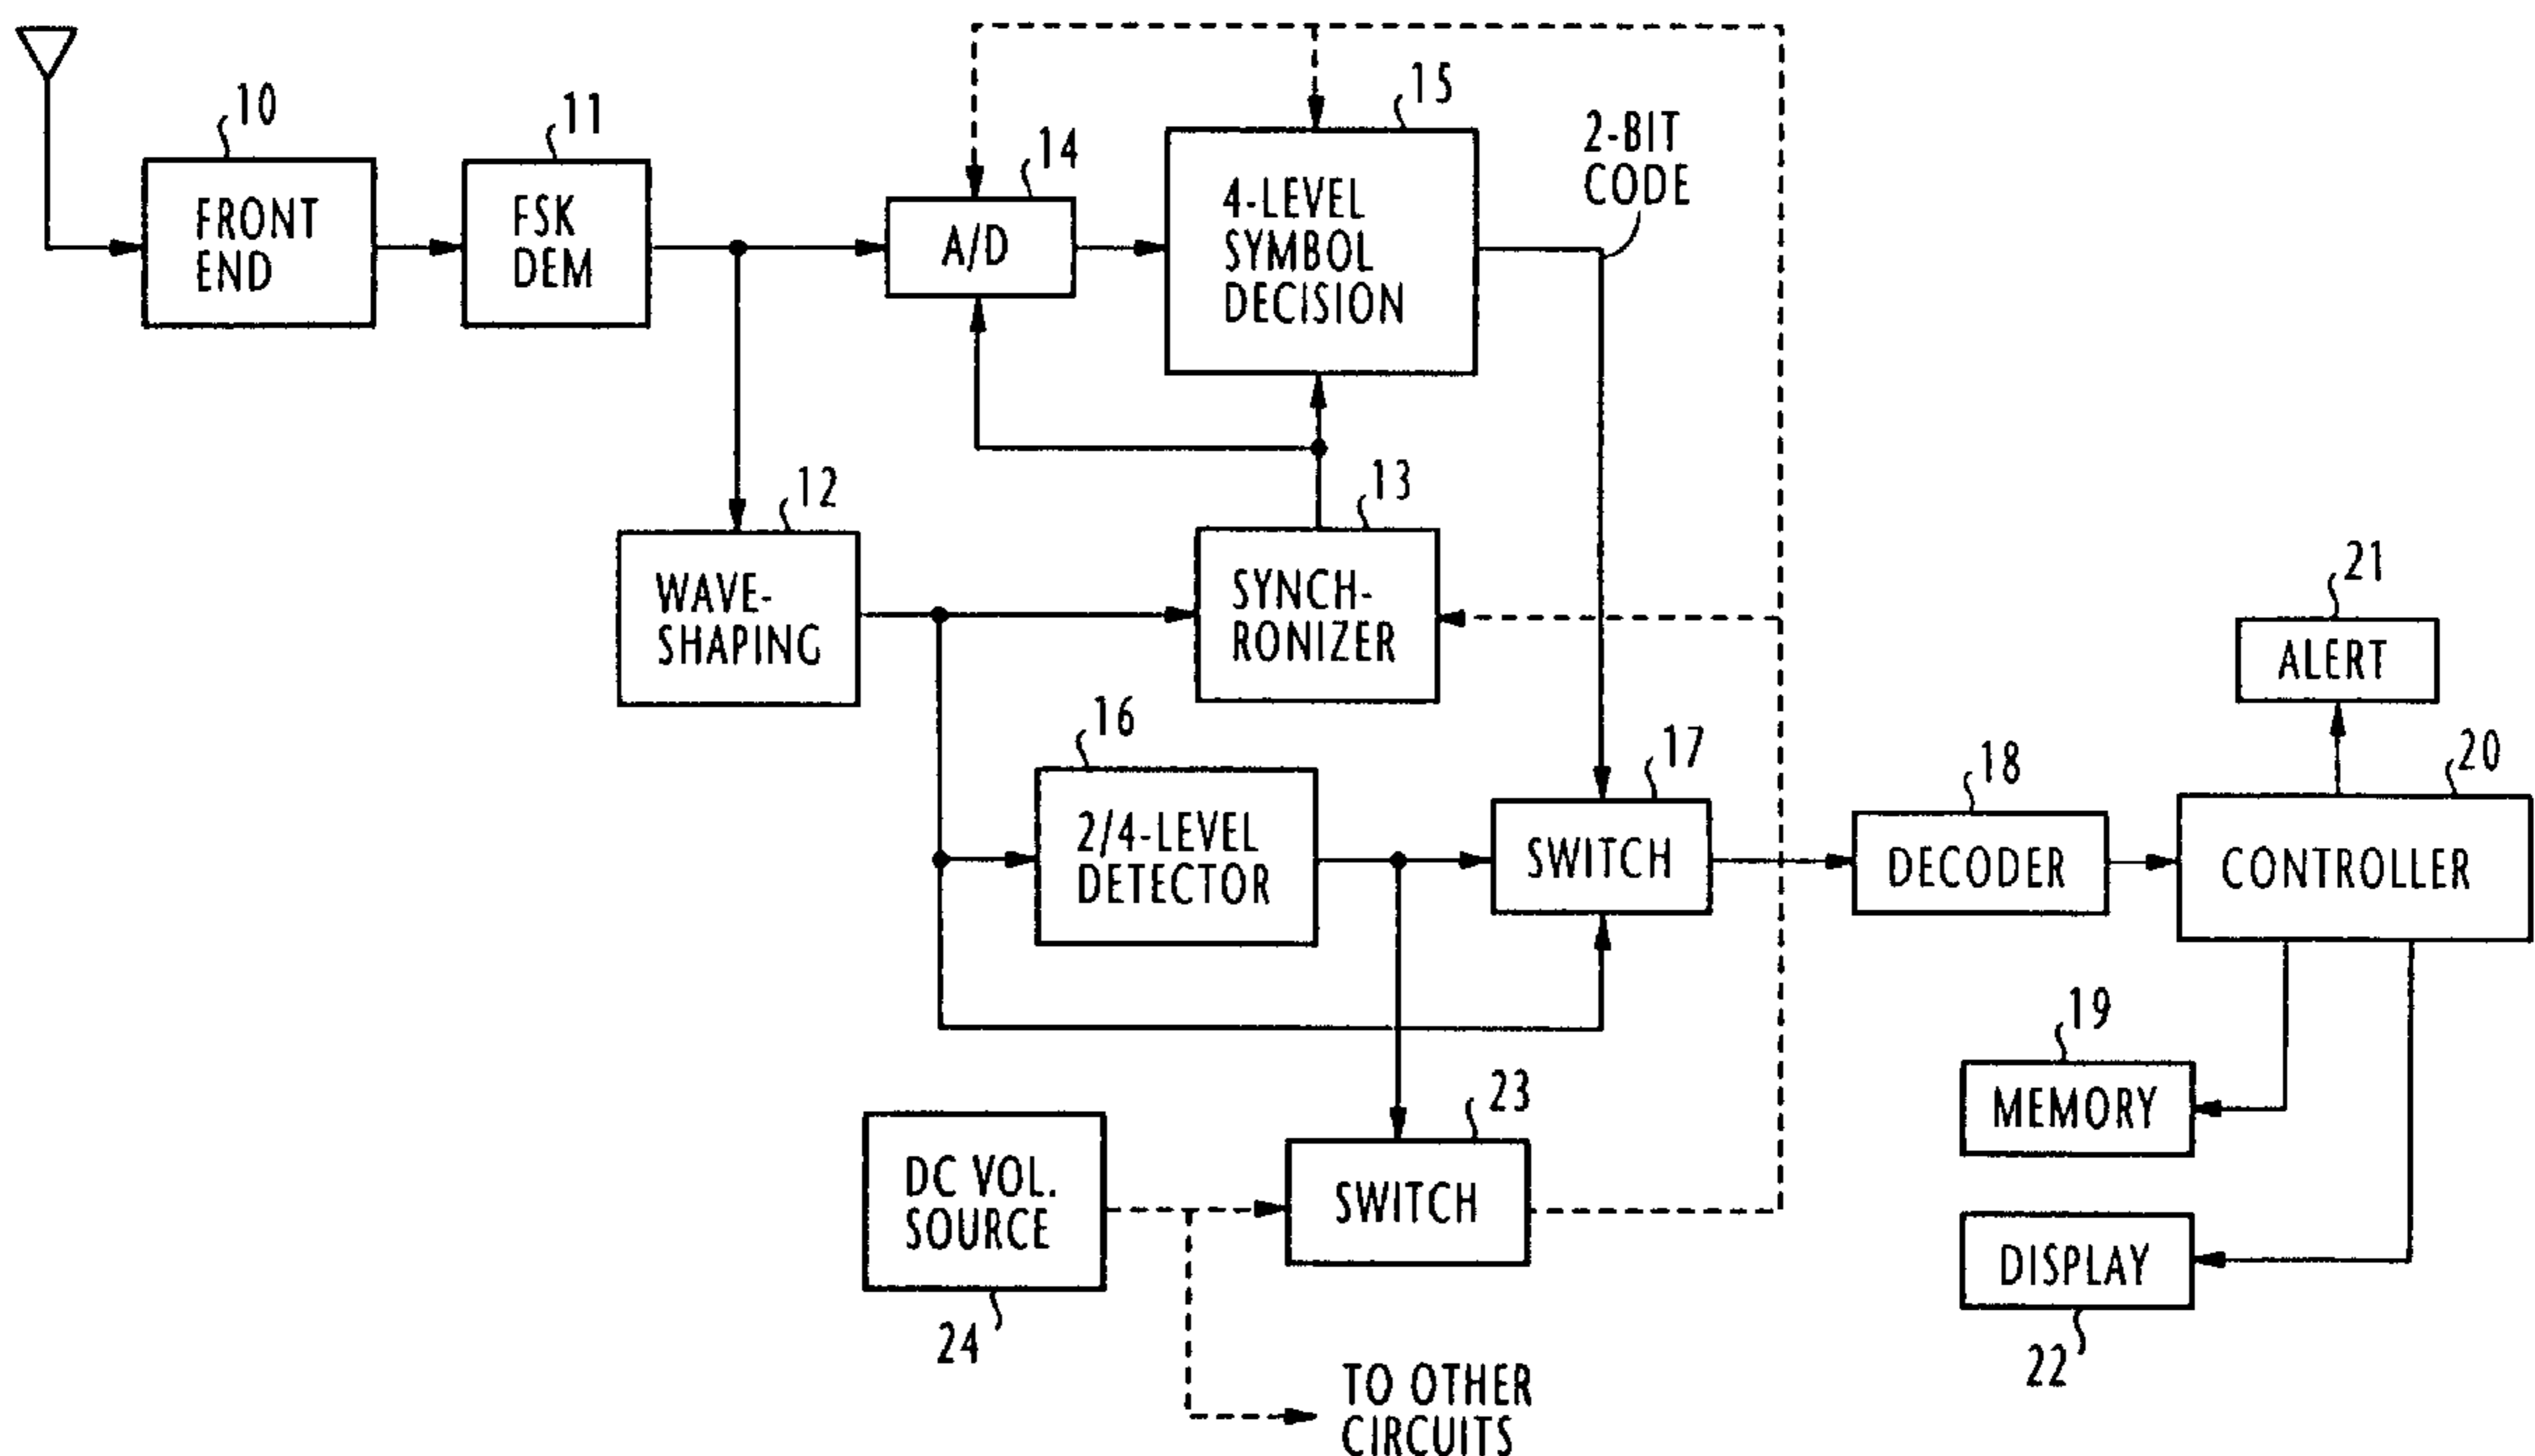 10
FRONT
END
11
FSK
DEM
14
A/D
15
4-LEVEL
SYMBOL
DECISION
2-BIT
CODE
12
WAVE-
SHAPING
13
SYNCH-
RONIZER
16
2/4-LEVEL
DETECTOR
17
SWITCH
18
DECODER
21
ALERT
20
CONTROLLER
19
MEMORY
DISPLAY
22
23
SWITCH
DC VOL.
SOURCE
24
TO OTHER
CIRCUITS